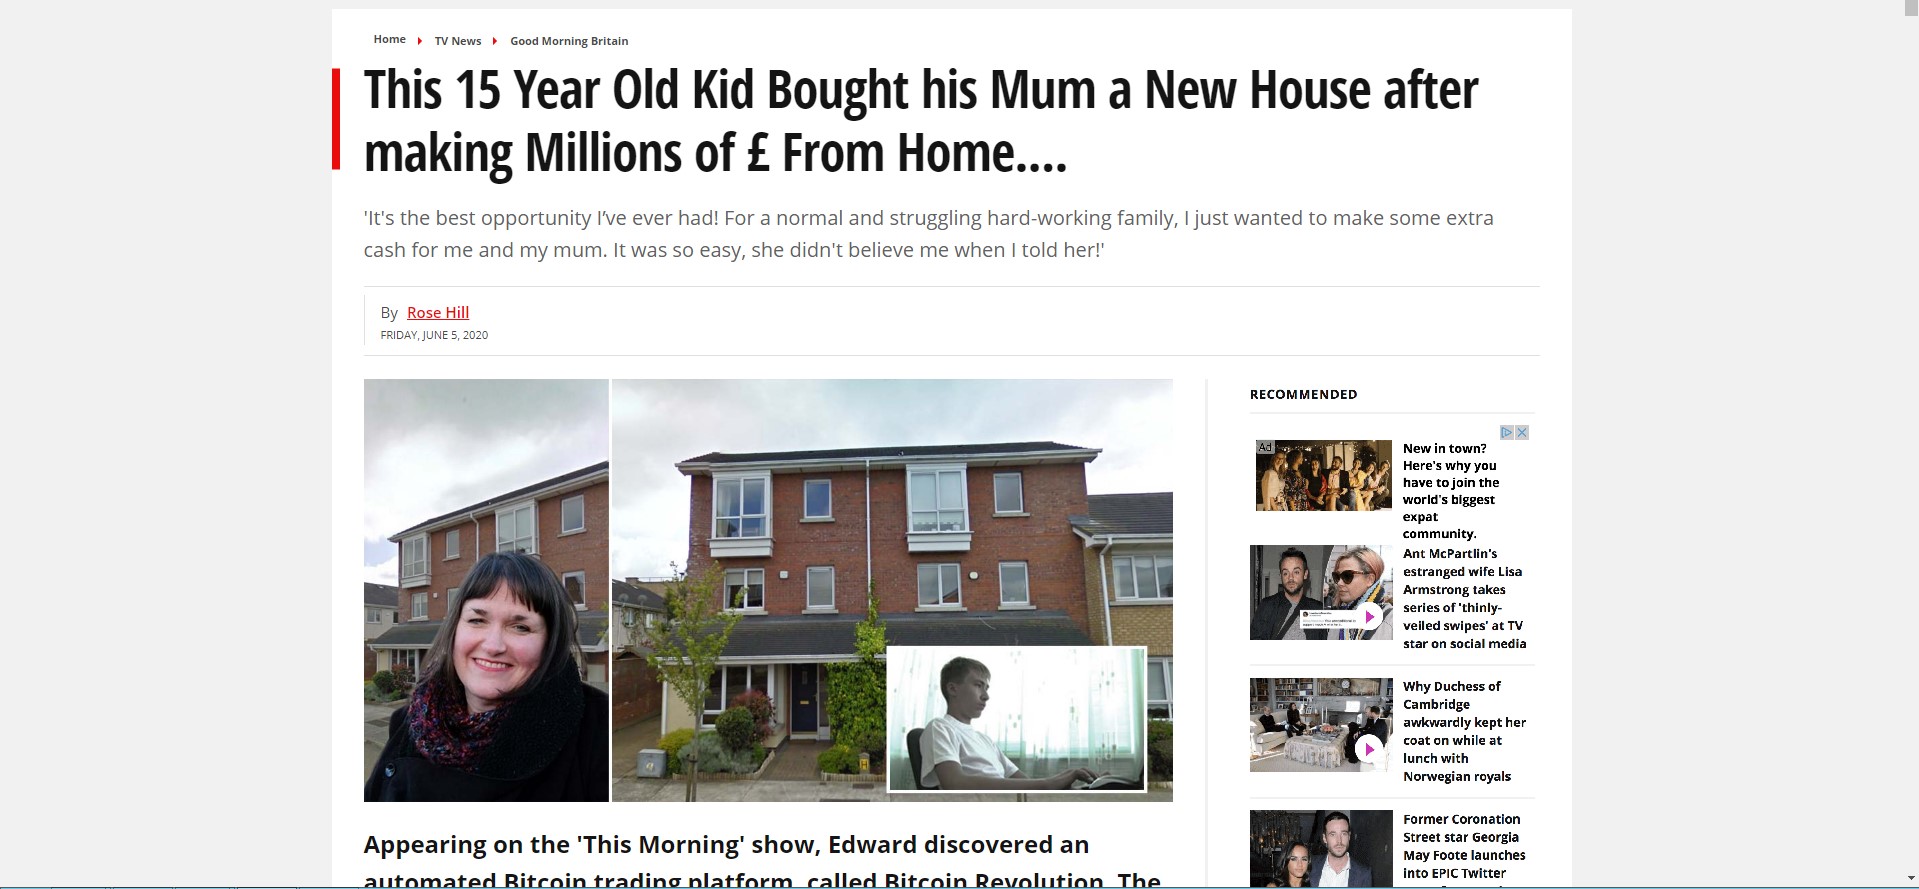 Home TV News Good Morning Britain
This 15 Year Old Kid Bought his Mum a New House after
making Millions of £ From Home....
'It's the best opportunity I’ve ever had! For a normal and struggling hard-working family, I just wanted to make some extra
cash for me and my mum. It was so easy, she didn't believe me when I told her!'
By Rose Hill
FRIDAY, JUNE 5, 2020
Appearing on the 'This Morning' show, Edward discovered an
automated Bitcoin trading platform, called Bitcoin Revolution. The
RECOMMENDED
Ad
New in town?
Here's why you
have to join the
world's biggest
expat
community.
Ant McPartlin's
estranged wife Lisa
Armstrong takes
series of 'thinly-
veiled swipes' at TV
star on social media
Why Duchess of
Cambridge
awkwardly kept her
coat on while at
lunch with
Norwegian royals
Former Coronation
Street star Georgia
May Foote launches
into EPIC Twitter